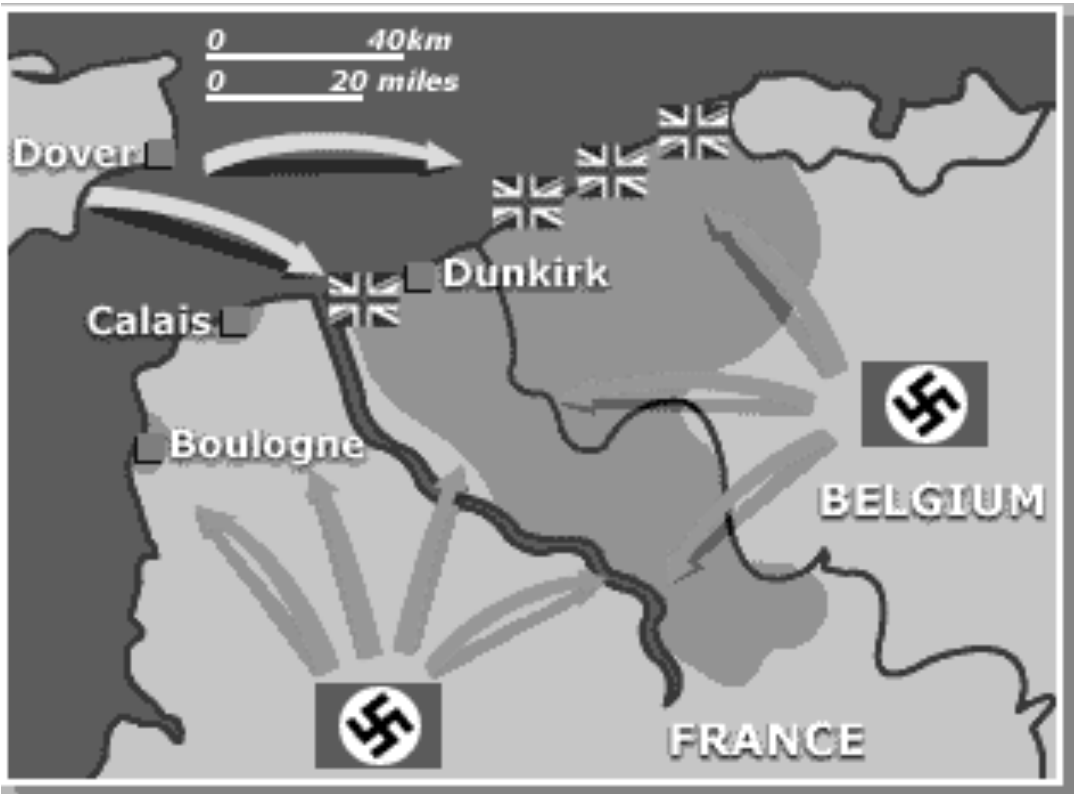 0 40km
0 20 miles
Dover
Dunkirk
Calais
Boulogne
BELGIUM
FRANCE